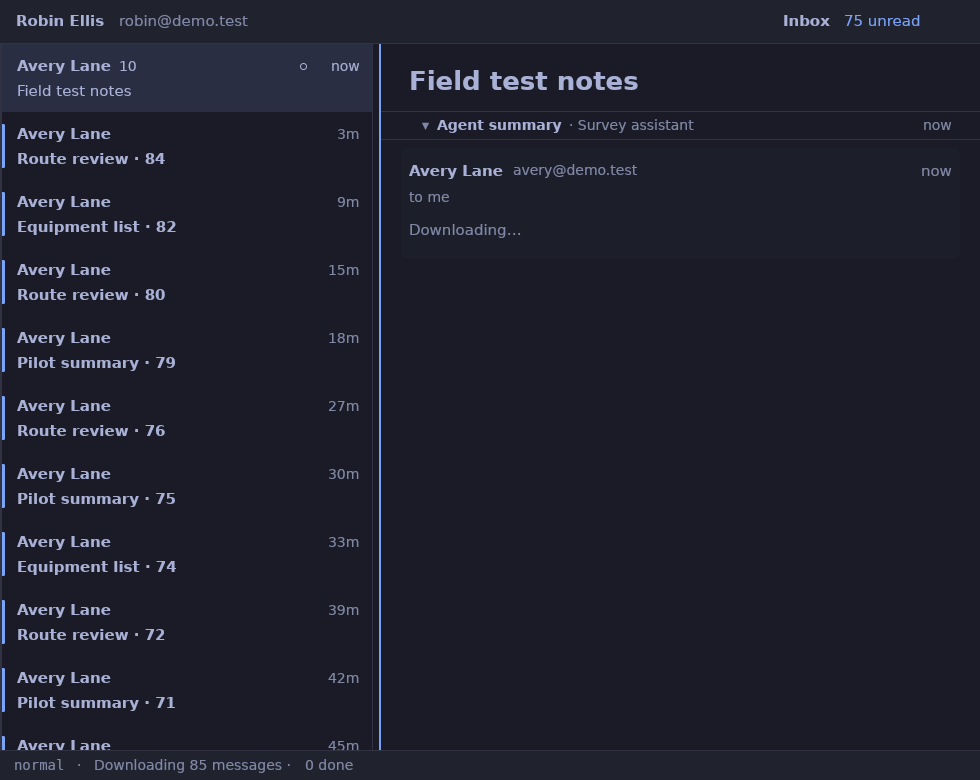 Robin Ellis robin@demo.test Inbox 75 unread
Avery Lane 10 now
Field test notes
Avery Lane 3m
Route review · 84
Avery Lane 9m
Equipment list · 82
Avery Lane 15m
Route review · 80
Avery Lane 18m
Pilot summary · 79
Avery Lane 27m
Route review · 76
Avery Lane 30m
Pilot summary · 75
Avery Lane 33m
Equipment list · 74
Avery Lane 39m
Route review · 72
Avery Lane 42m
Pilot summary · 71
Avery Lane 45m
Field test notes
▾ Agent summary · Survey assistant now
Avery Lane avery@demo.test now
to me
Downloading…
normal · Downloading 85 messages · 0 done